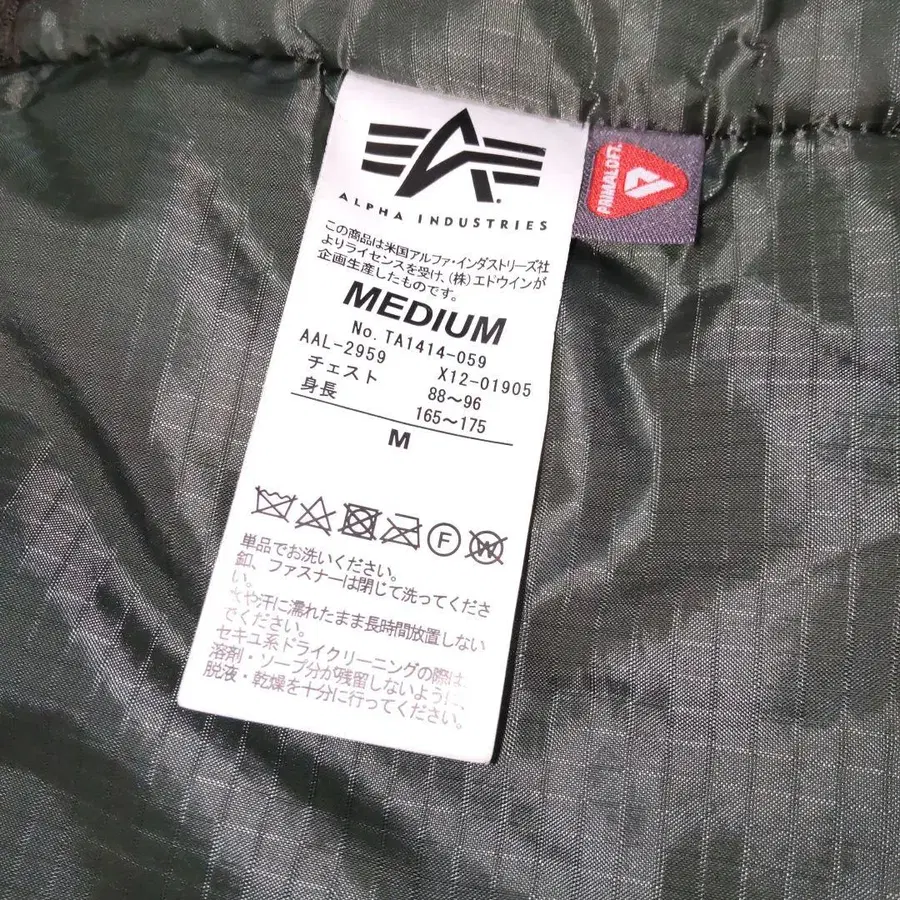 ALPHA INDUSTRIES
PRIMALOFT
この商品は米国アルファ・インダストリーズ社
よりライセンスを受け、(株)エドウインが
企画生産したものです。
MEDIUM
No. TA1414-059
AAL-2959 X12-01905
チェスト 88～96
身長 165～175
M
F W
単品でお洗いください。
釦、ファスナーは閉じて洗ってくださ
い。
水や汗に濡れたまま長時間放置しない
でください。
セキユ系ドライクリーニングの際は、
溶剤・ソープ分が残留しないように、
脱液・乾燥を十分に行ってください。